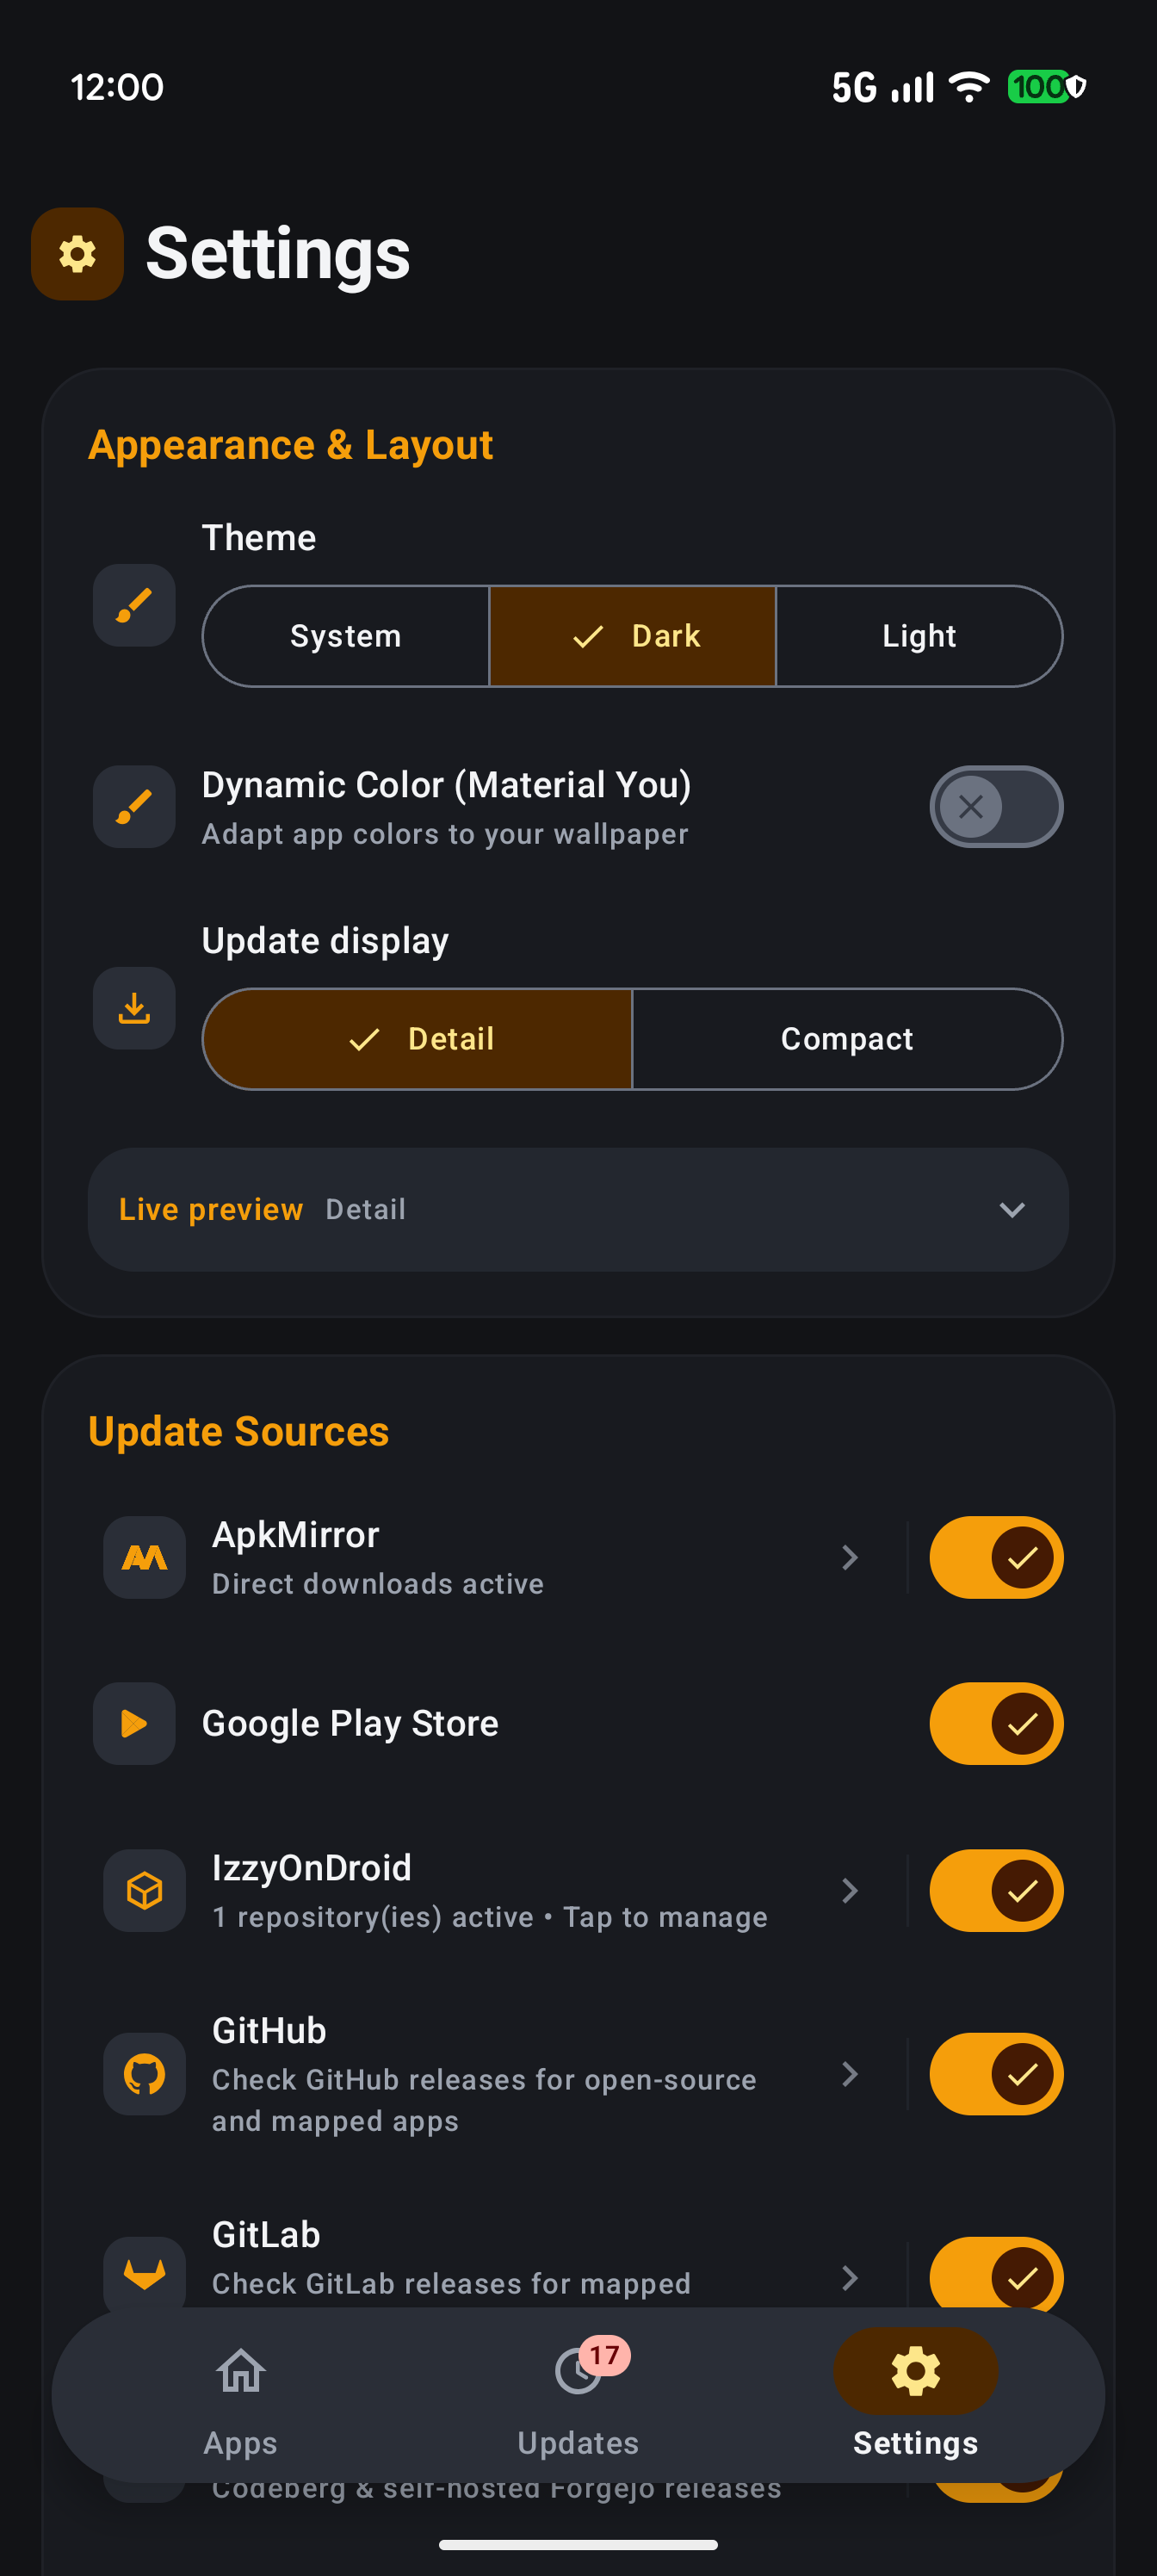 12:00
5G
100
Settings
Appearance & Layout
Theme
System
Dark
Light
Dynamic Color (Material You)
Adapt app colors to your wallpaper
Update display
Detail
Compact
Live preview Detail
Update Sources
ApkMirror
Direct downloads active
Google Play Store
IzzyOnDroid
1 repository(ies) active • Tap to manage
GitHub
Check GitHub releases for open-source
and mapped apps
GitLab
Check GitLab releases for mapped
17
Apps
Updates
Settings
Codeberg & self-hosted Forgejo releases